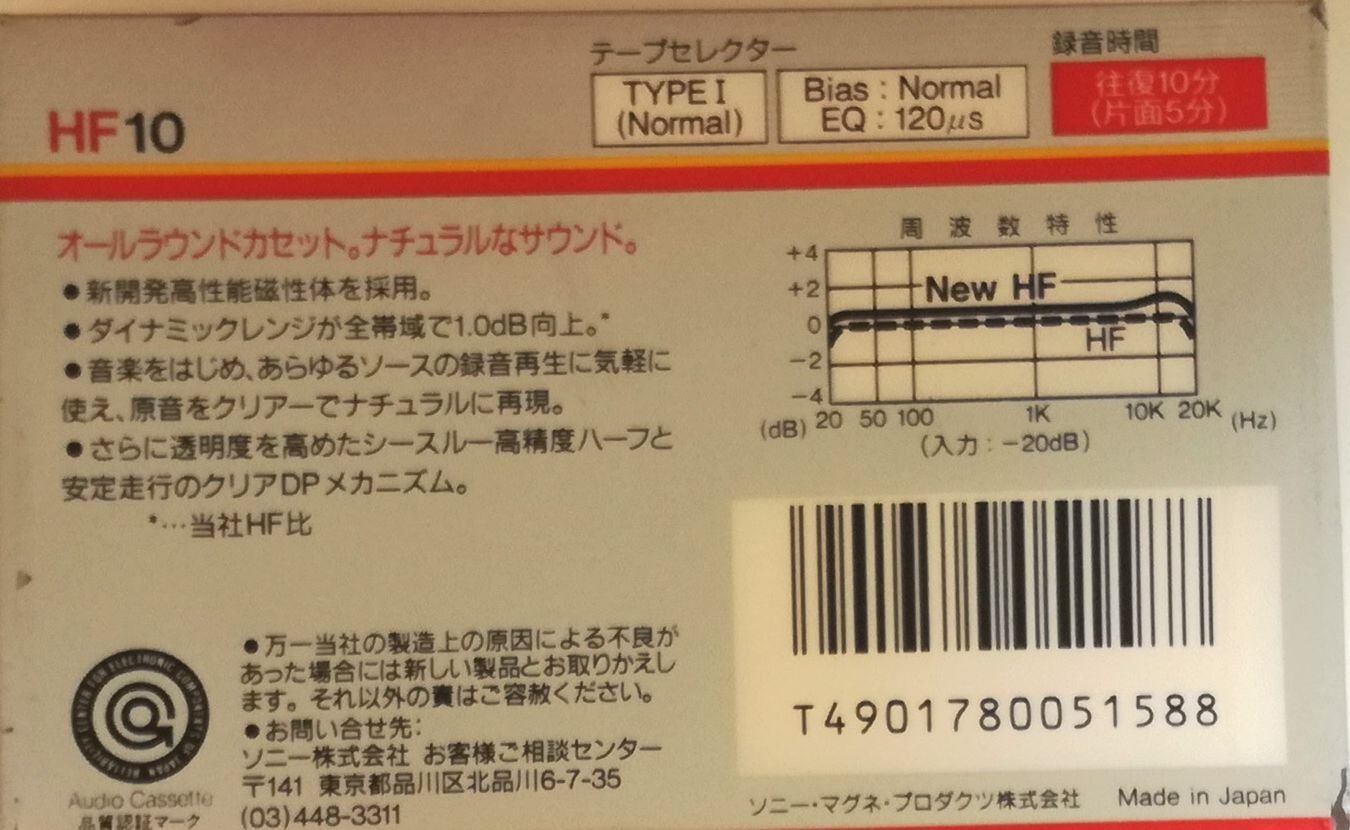 テープセレクター
録音時間
HF10
TYPE I
(Normal)
Bias : Normal
EQ : 120μs
往復10分
(片面5分)
オールラウンドカセット。ナチュラルなサウンド。
●新開発高性能磁性体を採用。
●ダイナミックレンジが全帯域で1.0dB向上。*
●音楽をはじめ、あらゆるソースの録音再生に気軽に
使え、原音をクリアーでナチュラルに再現。
●さらに透明度を高めたシースルー高精度ハーフと
安定走行のクリアDPメカニズム。
*…当社HF比
周波数特性
+4
+2
0
−2
−4
New HF
HF
(dB) 20 50 100 1K 10K 20K (Hz)
(入力:−20dB)
T4901780051588
●万一当社の製造上の原因による不良が
あった場合には新しい製品とお取りかえし
ます。それ以外の責はご容赦ください。
●お問い合せ先:
ソニー株式会社 お客様ご相談センター
〒141 東京都品川区北品川6-7-35
(03)448-3311
RELIABILITY CENTER FOR ELECTRONIC COMPONENTS OF JAPAN
Audio Cassette
品質認証マーク
ソニー・マグネ・プロダクツ株式会社 Made in Japan